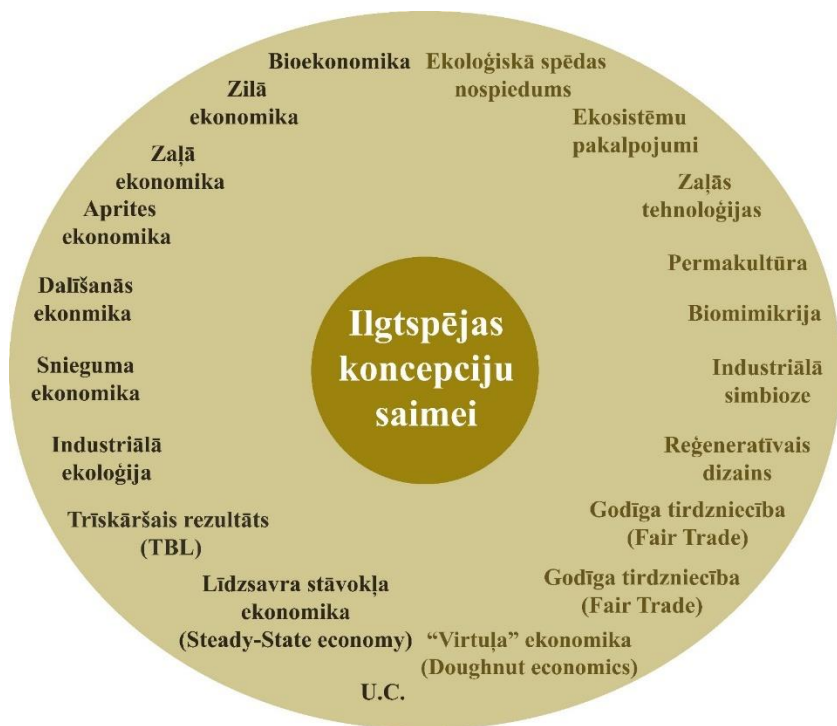 Bioekonomika
Zilā
ekonomika
Zaļā
ekonomika
Aprites
ekonomika
Dalīšanās
ekonmika
Snieguma
ekonomika
Industriālā
ekoloģija
Trīskāršais rezultāts
(TBL)
Līdzsavra stāvokļa
ekonomika
(Steady-State economy)
U.C.
Ilgtspējas
koncepciju
saimei
Ekoloģiskā spēdas
nospiedums
Ekosistēmu
pakalpojumi
Zaļās
tehnoloģijas
Permakultūra
Biomimikrija
Industriālā
simbioze
Reģeneratīvais
dizains
Godīga tirdzniecība
(Fair Trade)
Godīga tirdzniecība
(Fair Trade)
“Virtuļa” ekonomika
(Doughnut economics)